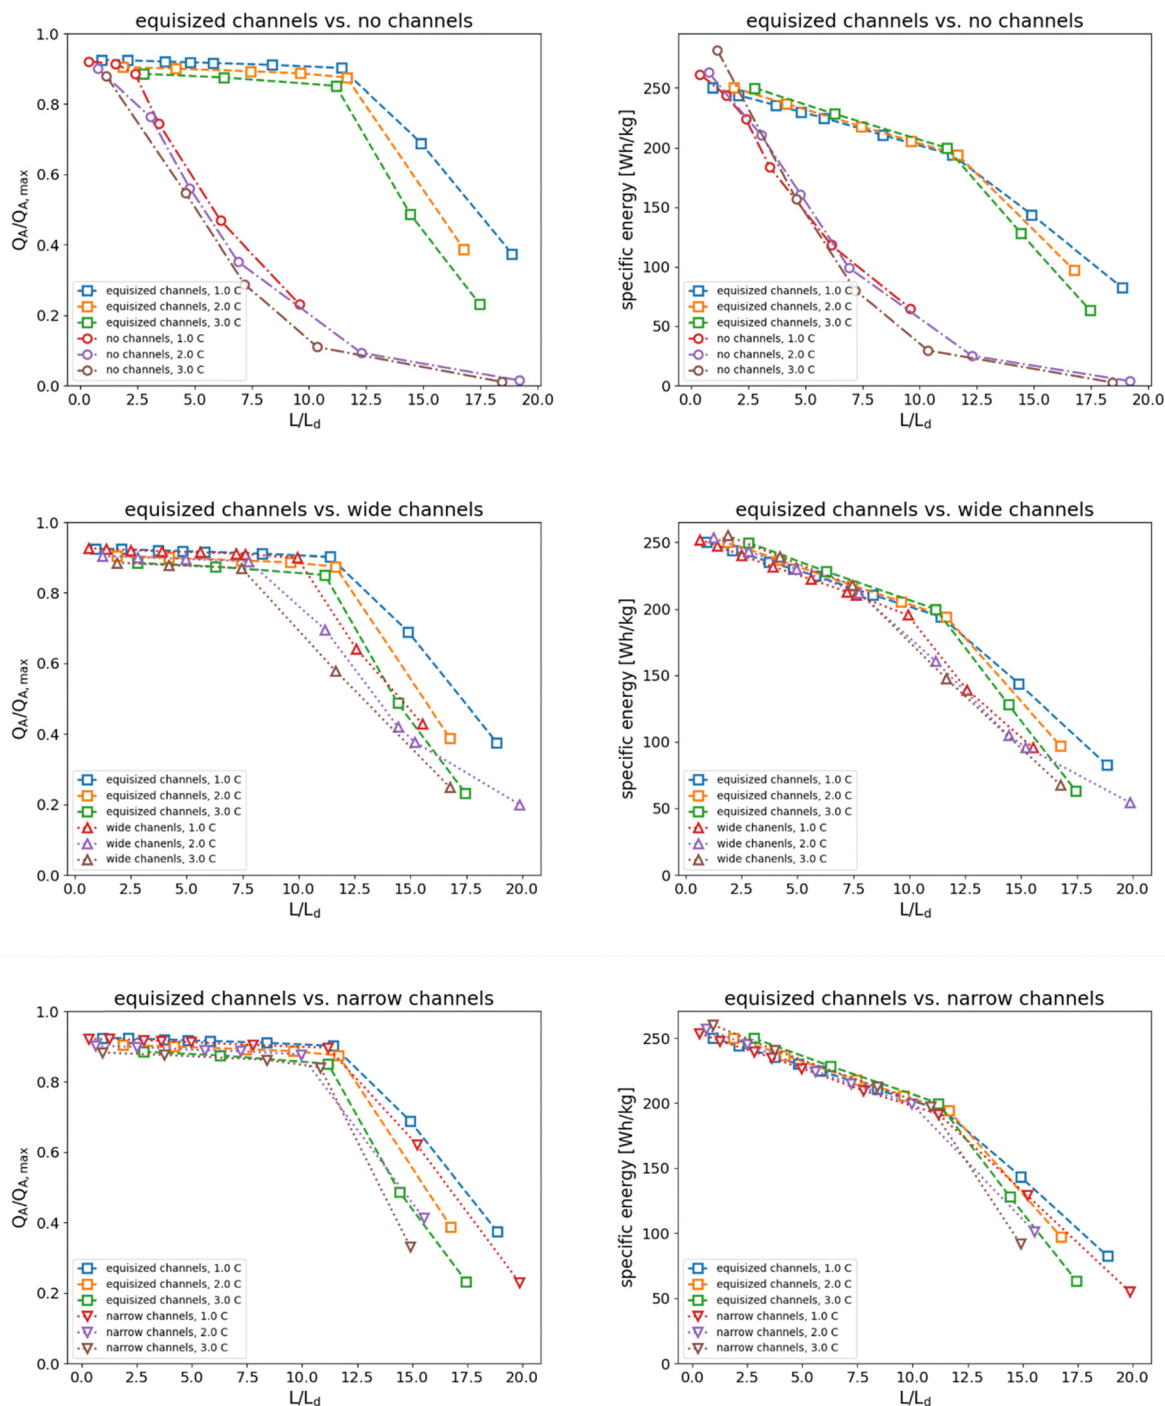 equisized channels vs. no channels
1.0
0.8
0.6
0.4
0.2
0.0
Q_A/Q_A,max
equisized channels, 1.0 C
equisized channels, 2.0 C
equisized channels, 3.0 C
no channels, 1.0 C
no channels, 2.0 C
no channels, 3.0 C
0.0 2.5 5.0 7.5 10.0 12.5 15.0 17.5 20.0
L/L_d
equisized channels vs. no channels
250
200
150
100
50
0
specific energy [Wh/kg]
equisized channels, 1.0 C
equisized channels, 2.0 C
equisized channels, 3.0 C
no channels, 1.0 C
no channels, 2.0 C
no channels, 3.0 C
0.0 2.5 5.0 7.5 10.0 12.5 15.0 17.5 20.0
L/L_d
equisized channels vs. wide channels
1.0
0.8
0.6
0.4
0.2
0.0
Q_A/Q_A,max
equisized channels, 1.0 C
equisized channels, 2.0 C
equisized channels, 3.0 C
wide chanenls, 1.0 C
wide chanenls, 2.0 C
wide chanenls, 3.0 C
0.0 2.5 5.0 7.5 10.0 12.5 15.0 17.5 20.0
L/L_d
equisized channels vs. wide channels
250
200
150
100
50
0
specific energy [Wh/kg]
equisized channels, 1.0 C
equisized channels, 2.0 C
equisized channels, 3.0 C
wide chanenls, 1.0 C
wide chanenls, 2.0 C
wide chanenls, 3.0 C
0.0 2.5 5.0 7.5 10.0 12.5 15.0 17.5 20.0
L/L_d
equisized channels vs. narrow channels
1.0
0.8
0.6
0.4
0.2
0.0
Q_A/Q_A,max
equisized channels, 1.0 C
equisized channels, 2.0 C
equisized channels, 3.0 C
narrow channels, 1.0 C
narrow channels, 2.0 C
narrow channels, 3.0 C
0.0 2.5 5.0 7.5 10.0 12.5 15.0 17.5 20.0
L/L_d
equisized channels vs. narrow channels
250
200
150
100
50
0
specific energy [Wh/kg]
equisized channels, 1.0 C
equisized channels, 2.0 C
equisized channels, 3.0 C
narrow channels, 1.0 C
narrow channels, 2.0 C
narrow channels, 3.0 C
0.0 2.5 5.0 7.5 10.0 12.5 15.0 17.5 20.0
L/L_d